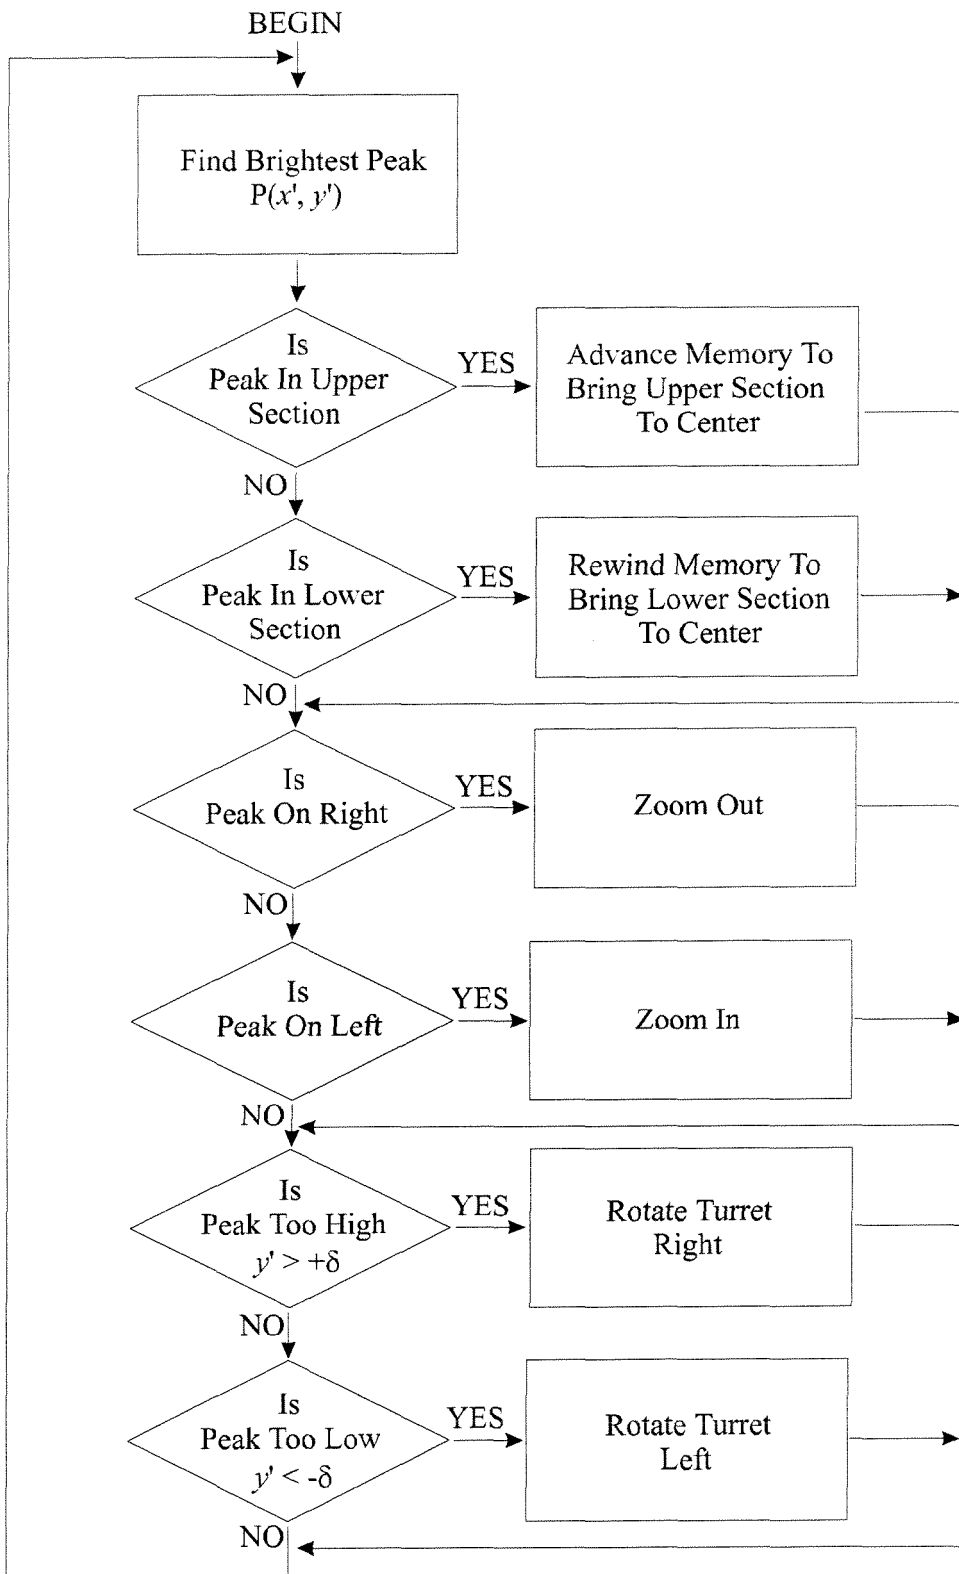 BEGIN
Find Brightest Peak
P(x', y')
Is
Peak In Upper
Section
YES
Advance Memory To
Bring Upper Section
To Center
NO
Is
Peak In Lower
Section
YES
Rewind Memory To
Bring Lower Section
To Center
NO
Is
Peak On Right
YES
Zoom Out
NO
Is
Peak On Left
YES
Zoom In
NO
Is
Peak Too High
y' > +δ
YES
Rotate Turret
Right
NO
Is
Peak Too Low
y' < -δ
YES
Rotate Turret
Left
NO